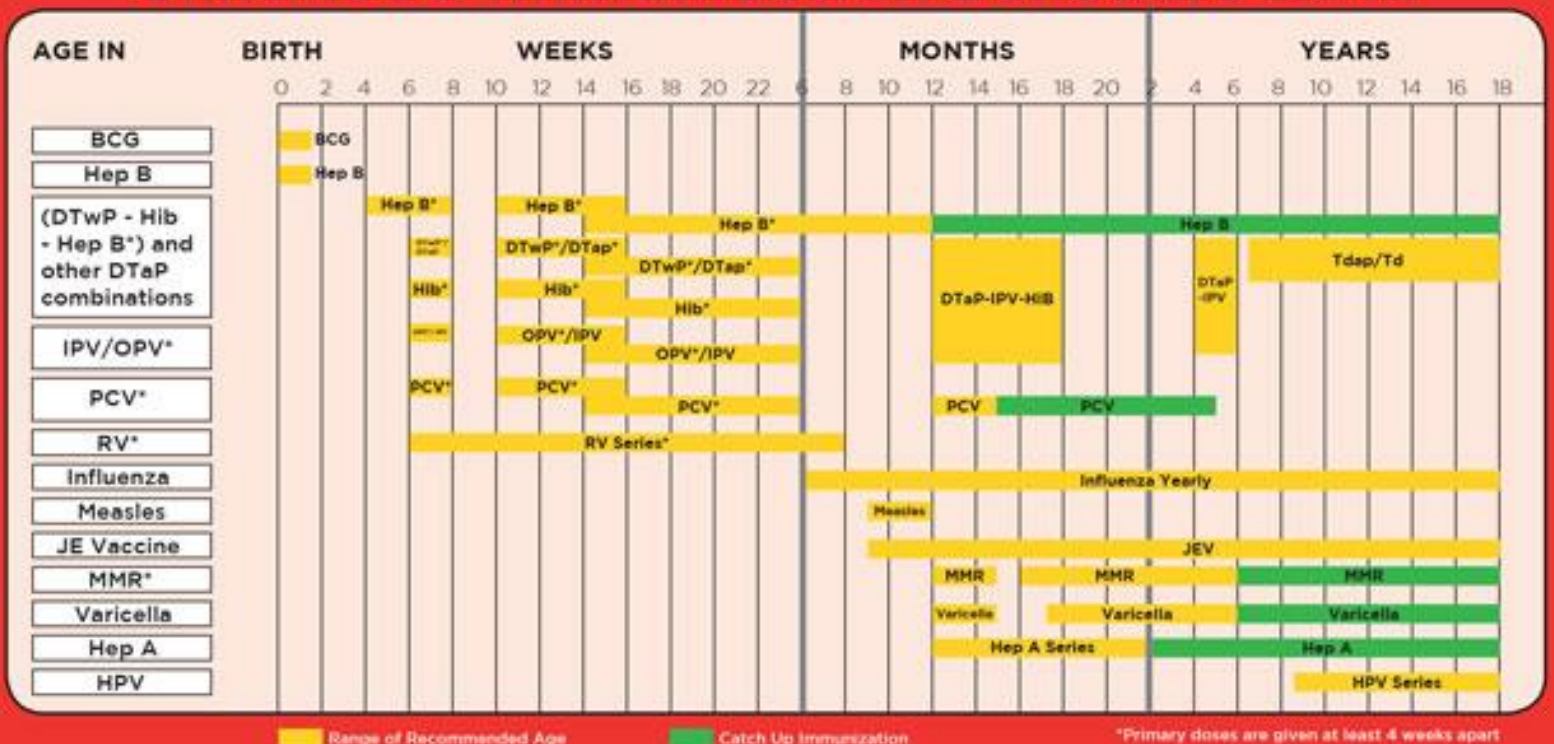 AGE IN BIRTH WEEKS MONTHS YEARS
0 2 4 6 8 10 12 14 16 18 20 22 6 8 10 12 14 16 18 20 2 4 6 8 10 12 14 16 18
BCG BCG
Hep B Hep B
(DTwP - Hib
- Hep B*) and
other DTaP
combinations
Hep B* Hep B*
Hep B* Hep B
DTwP*/DTap*
DTwP*/DTap*
Tdap/Td
Hib* Hib*
Hib*
DTaP-IPV-HiB
DTaP
-IPV
IPV/OPV*
OPV*/IPV
OPV*/IPV
PCV*
PCV* PCV*
PCV* PCV PCV
RV* RV Series*
Influenza Influenza Yearly
Measles Measles
JE Vaccine JEV
MMR* MMR MMR MMR
Varicella Varicella Varicella Varicella
Hep A Hep A Series Hep A
HPV HPV Series
Range of Recommended Age Catch Up Immunization *Primary doses are given at least 4 weeks apart